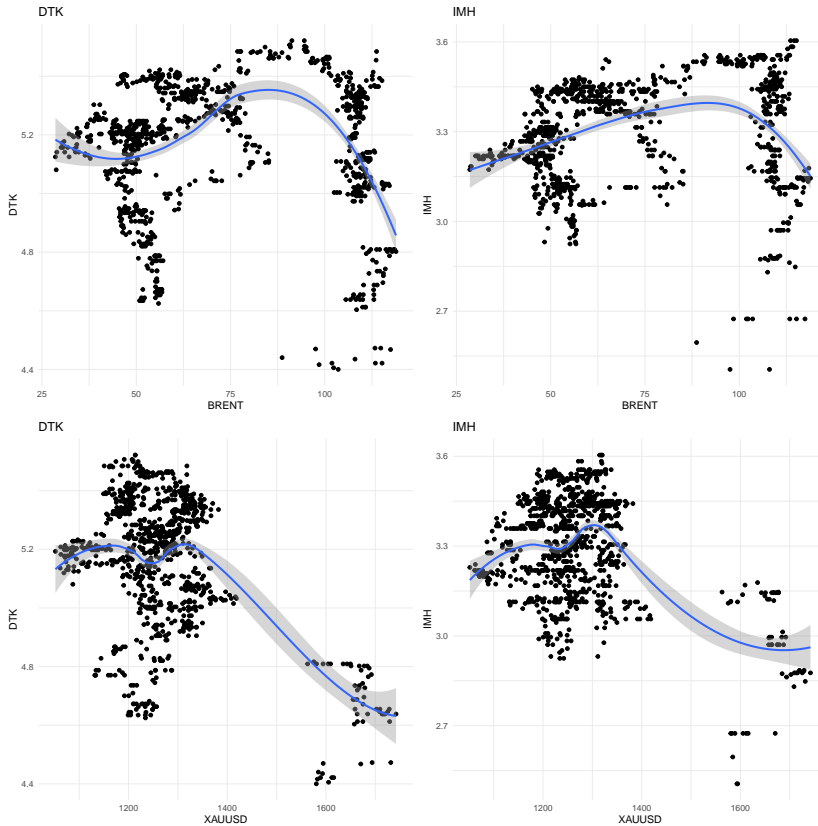 DTK
DTK
5.2
4.8
4.4
25
50
75
100
BRENT
IMH
IMH
3.6
3.3
3.0
2.7
25
50
75
100
BRENT
DTK
DTK
5.2
4.8
4.4
1200
1400
1600
XAUUSD
IMH
IMH
3.6
3.3
3.0
2.7
1200
1400
1600
XAUUSD